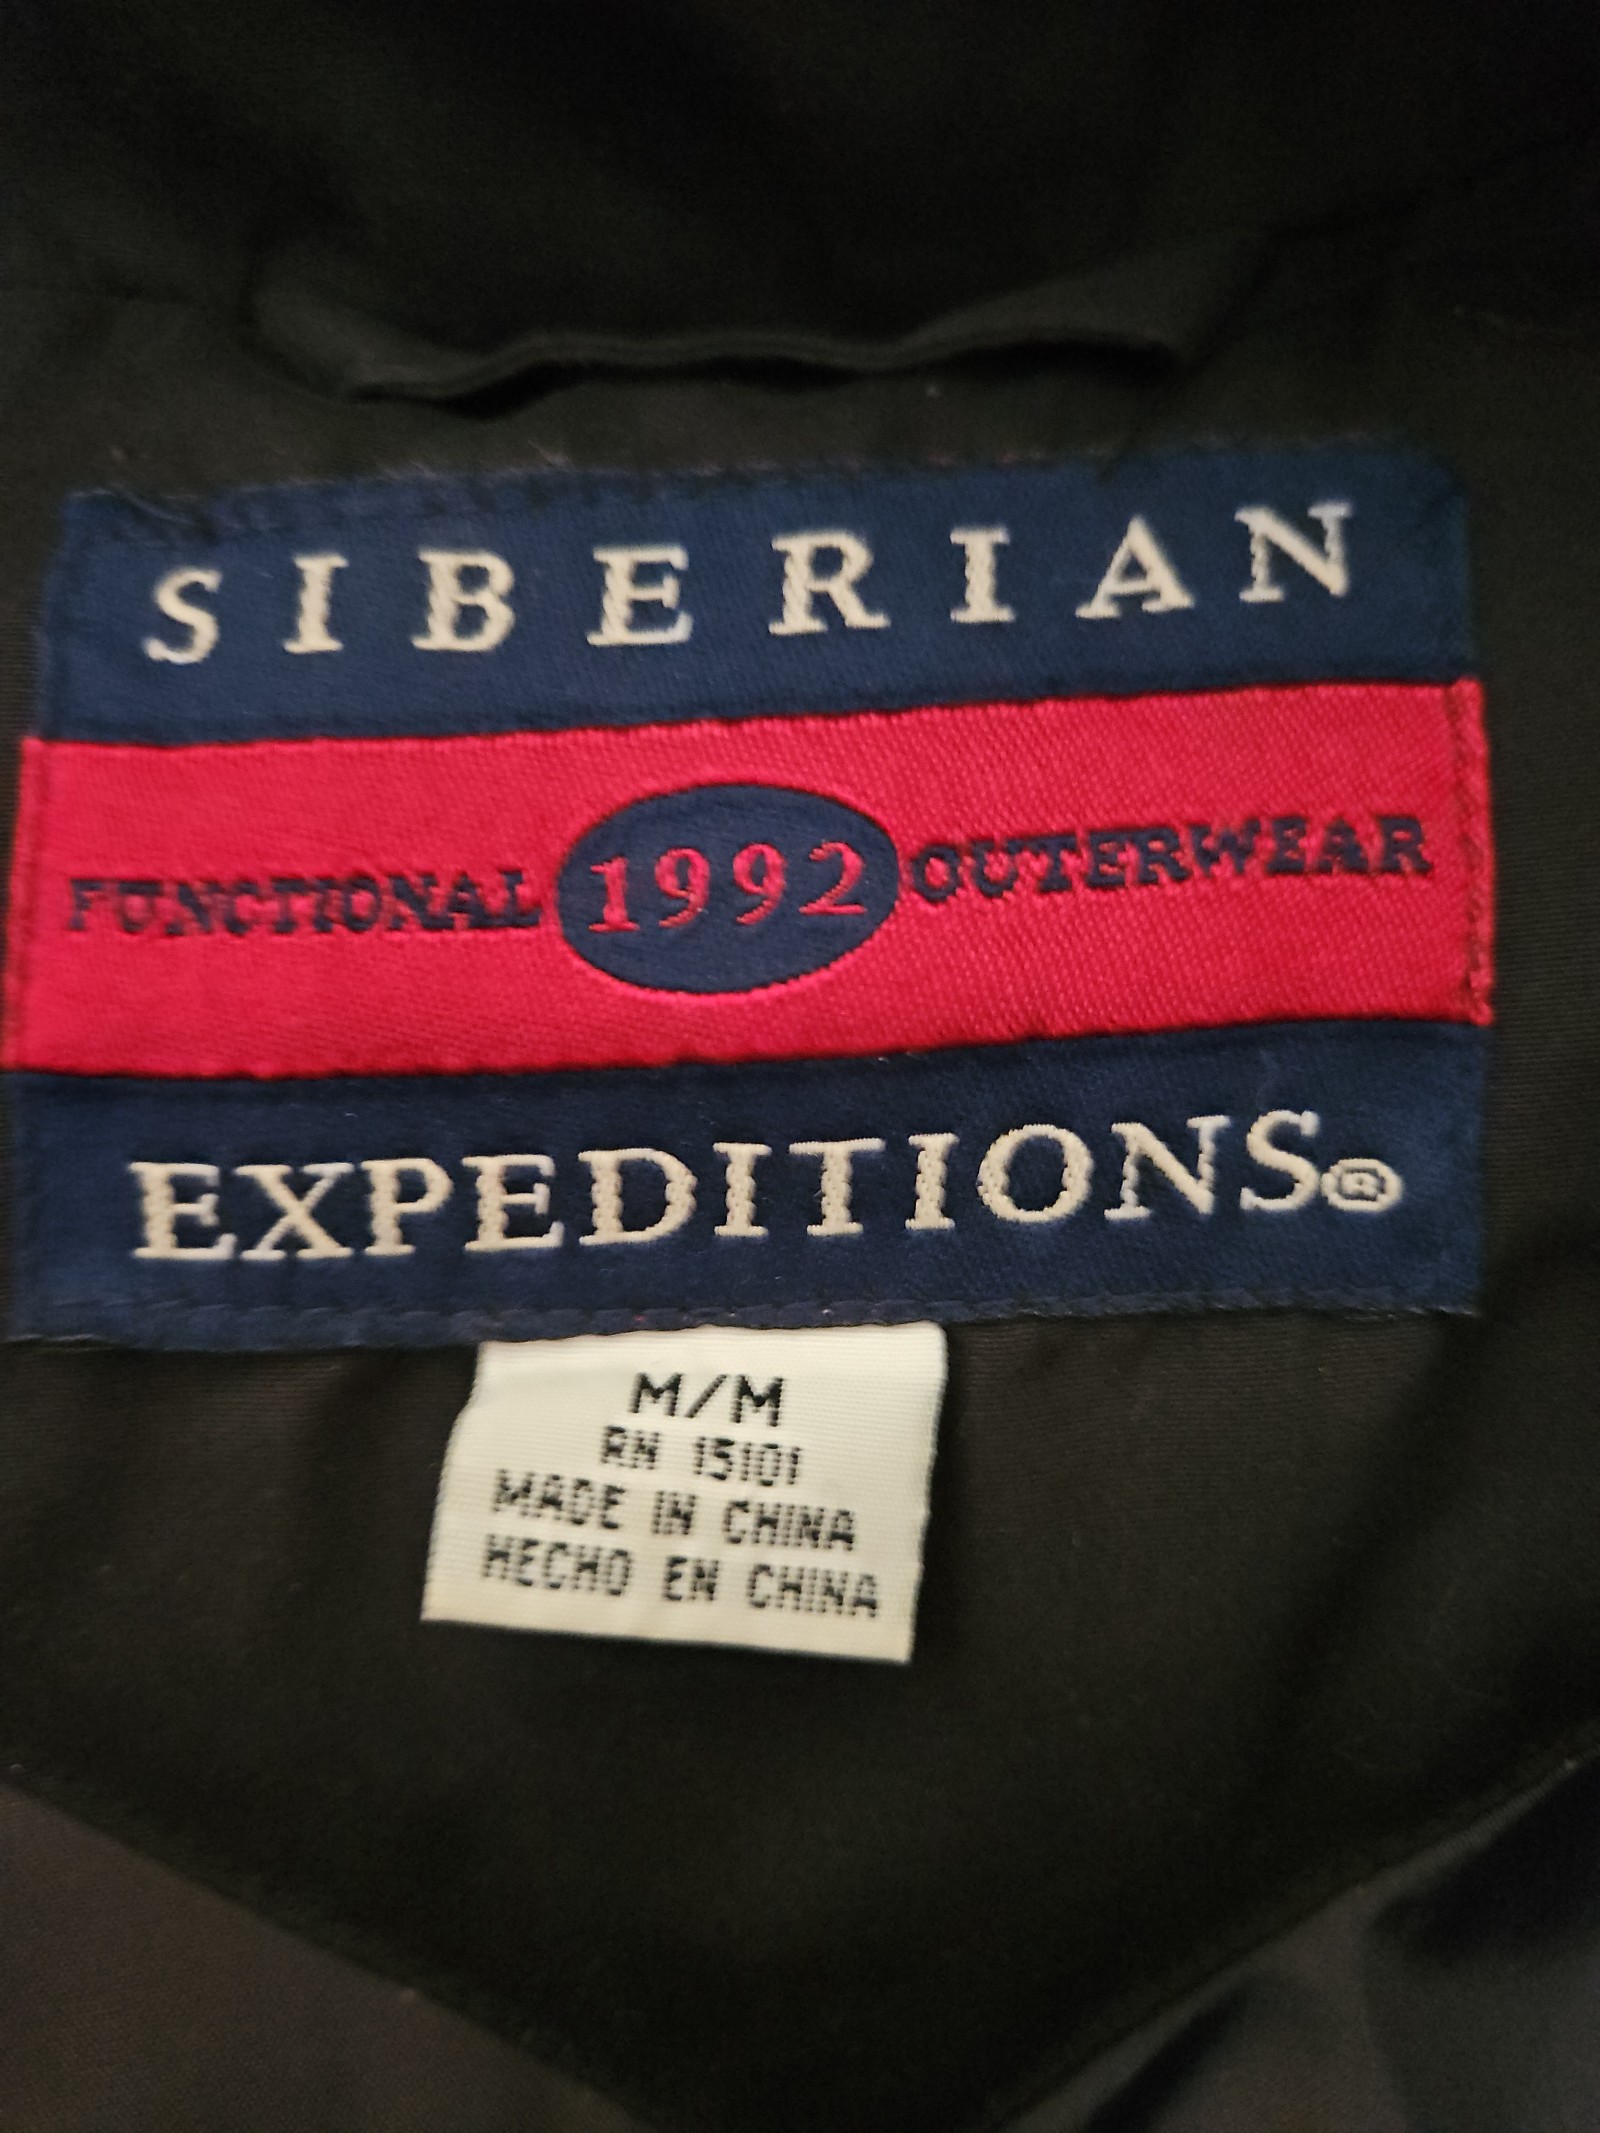 SIBERIAN
FUNCTIONAL 1992 OUTERWEAR
EXPEDITIONS®
M/M
RN 15101
MADE IN CHINA
HECHO EN CHINA